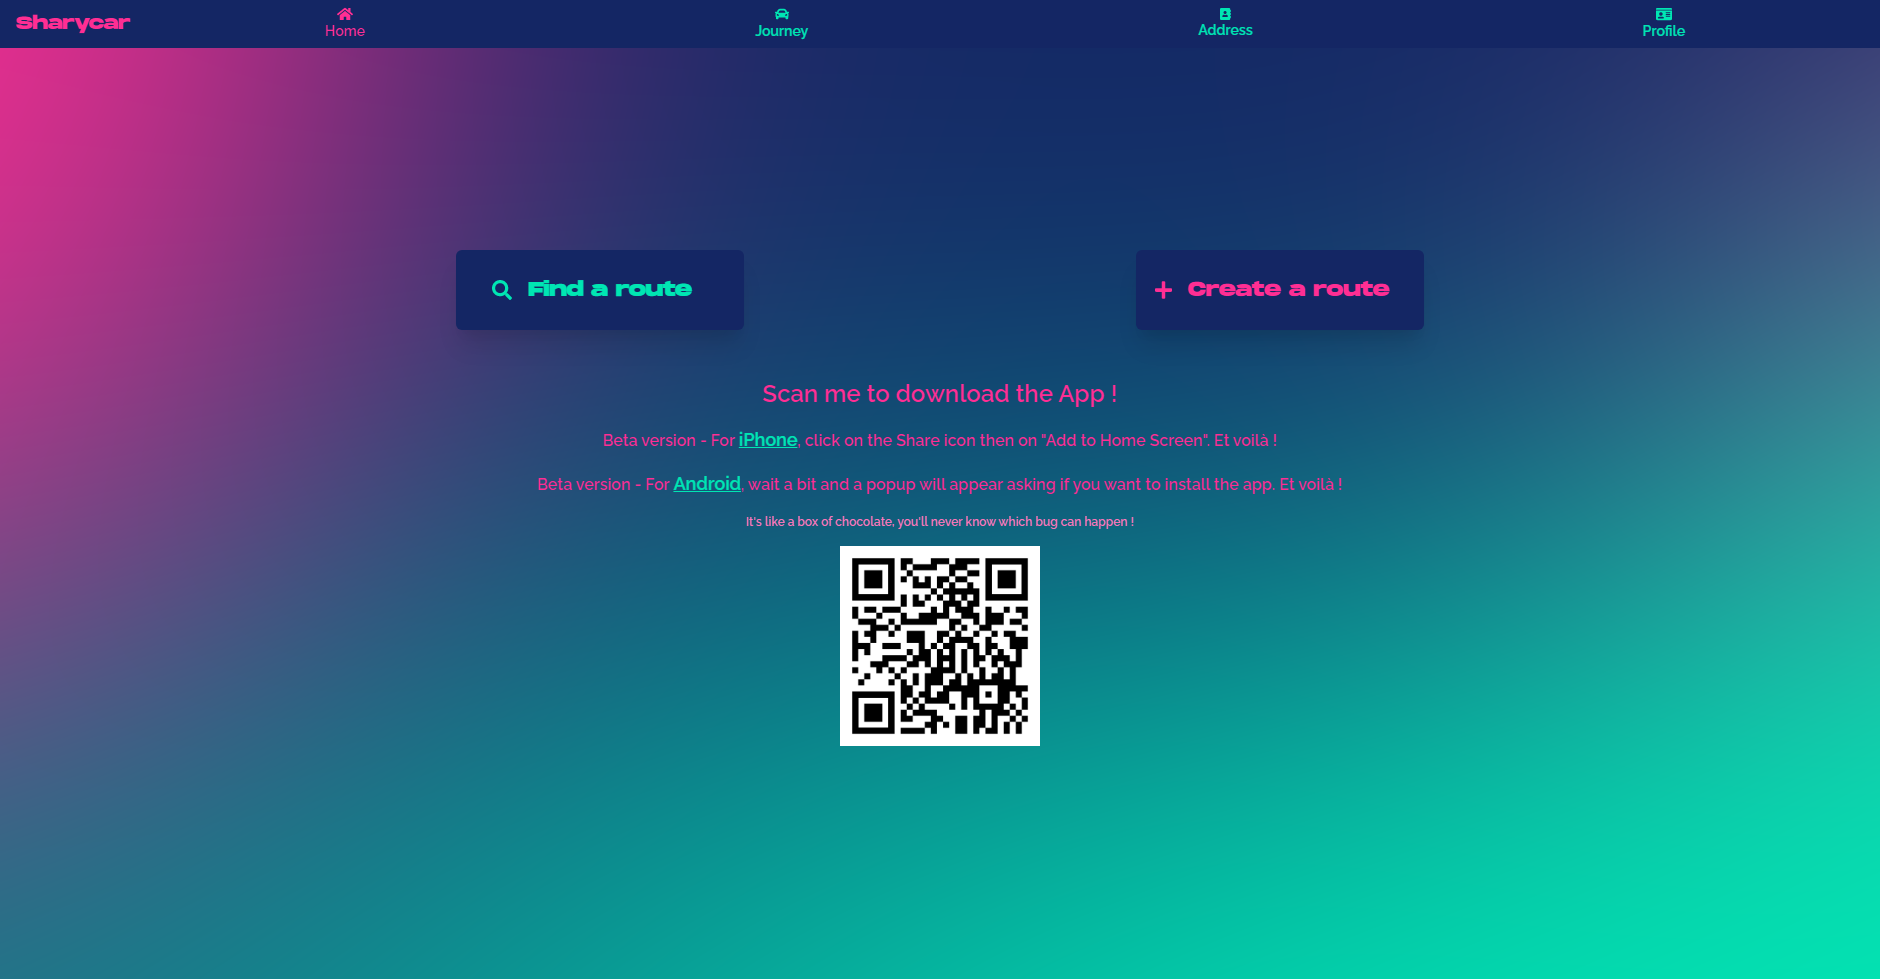 Sharycar
Home
Journey
Address
Profile
Find a route
Create a route
Scan me to download the App !
Beta version - For iPhone, click on the Share icon then on "Add to Home Screen". Et voilà !
Beta version - For Android, wait a bit and a popup will appear asking if you want to install the app. Et voilà !
It's like a box of chocolate, you'll never know which bug can happen !